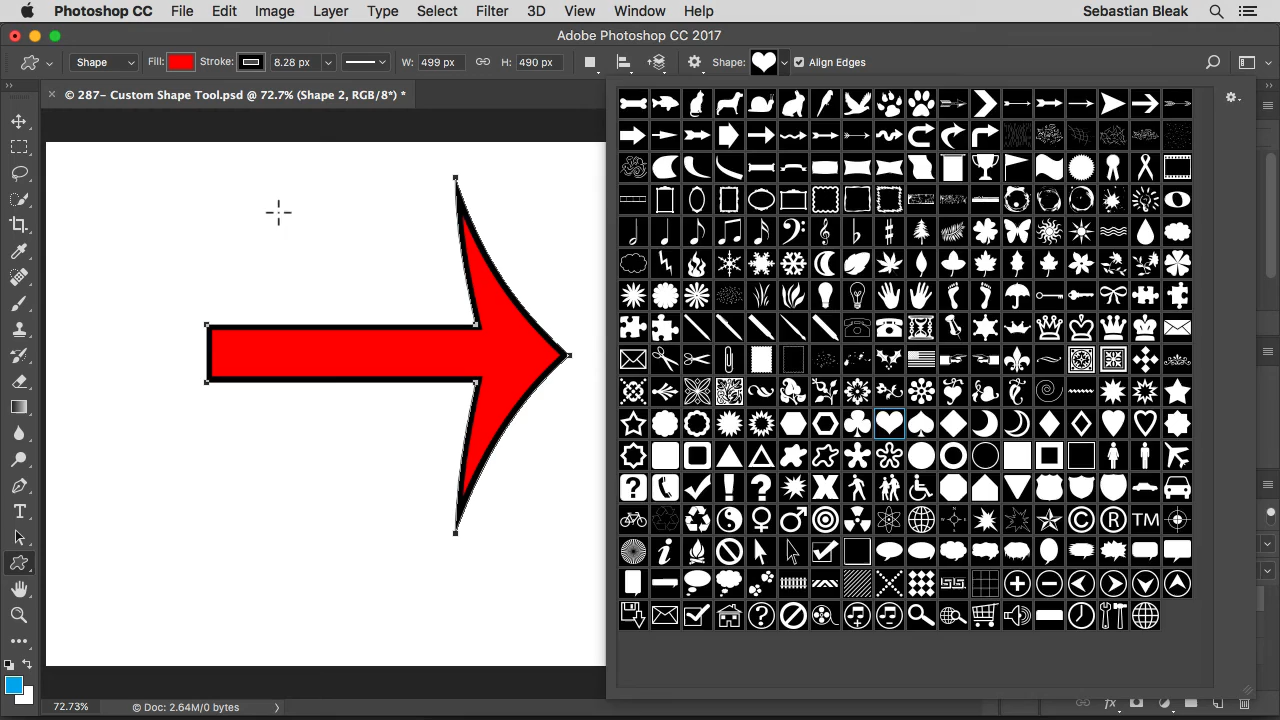 Photoshop CC File Edit Image Layer Type Select Filter 3D View Window Help Sebastian Bleak
Adobe Photoshop CC 2017
Shape Fill: Stroke: 8.28 px W: 499 px H: 490 px Shape: Align Edges
© 287- Custom Shape Tool.psd @ 72.7% (Shape 2, RGB/8*) *
TM
72.73% © Doc: 2.64M/0 bytes
fx